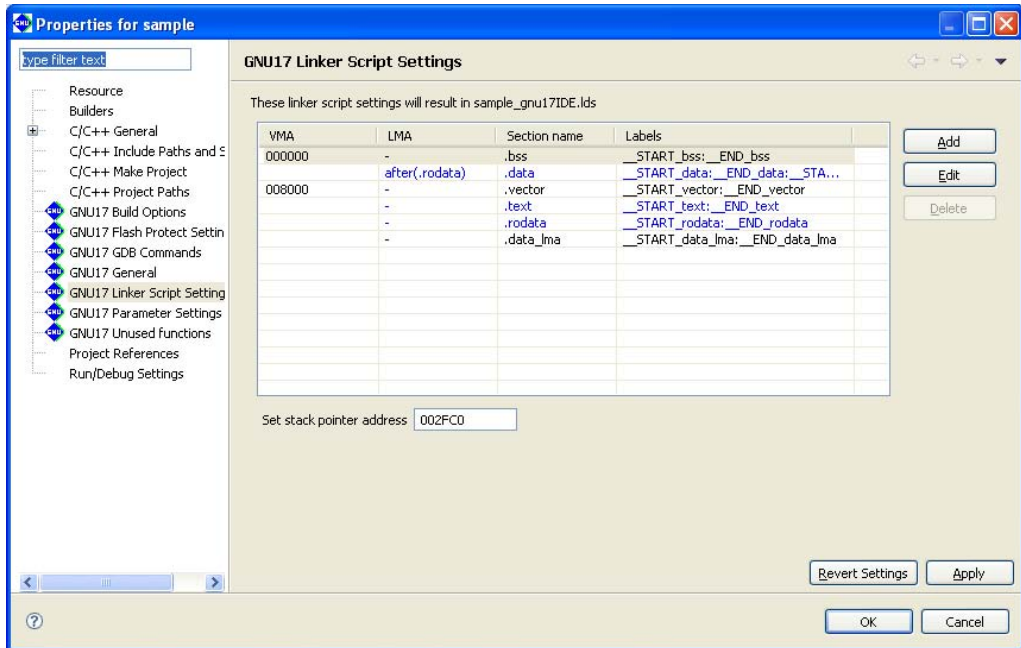 Properties for sample
type filter text
Resource
Builders
C/C++ General
C/C++ Include Paths and S
C/C++ Make Project
C/C++ Project Paths
GNU17 Build Options
GNU17 Flash Protect Settin
GNU17 GDB Commands
GNU17 General
GNU17 Linker Script Setting
GNU17 Parameter Settings
GNU17 Unused functions
Project References
Run/Debug Settings
GNU17 Linker Script Settings
These linker script settings will result in sample_gnu17IDE.lds
VMA LMA Section name Labels
000000 - .bss __START_bss:__END_bss
after(.rodata) .data __START_data:__END_data:__STA...
008000 - .vector __START_vector:__END_vector
- .text __START_text:__END_text
- .rodata __START_rodata:__END_rodata
- .data_lma __START_data_lma:__END_data_lma
Add
Edit
Delete
Set stack pointer address 002FC0
Revert Settings Apply
? OK Cancel